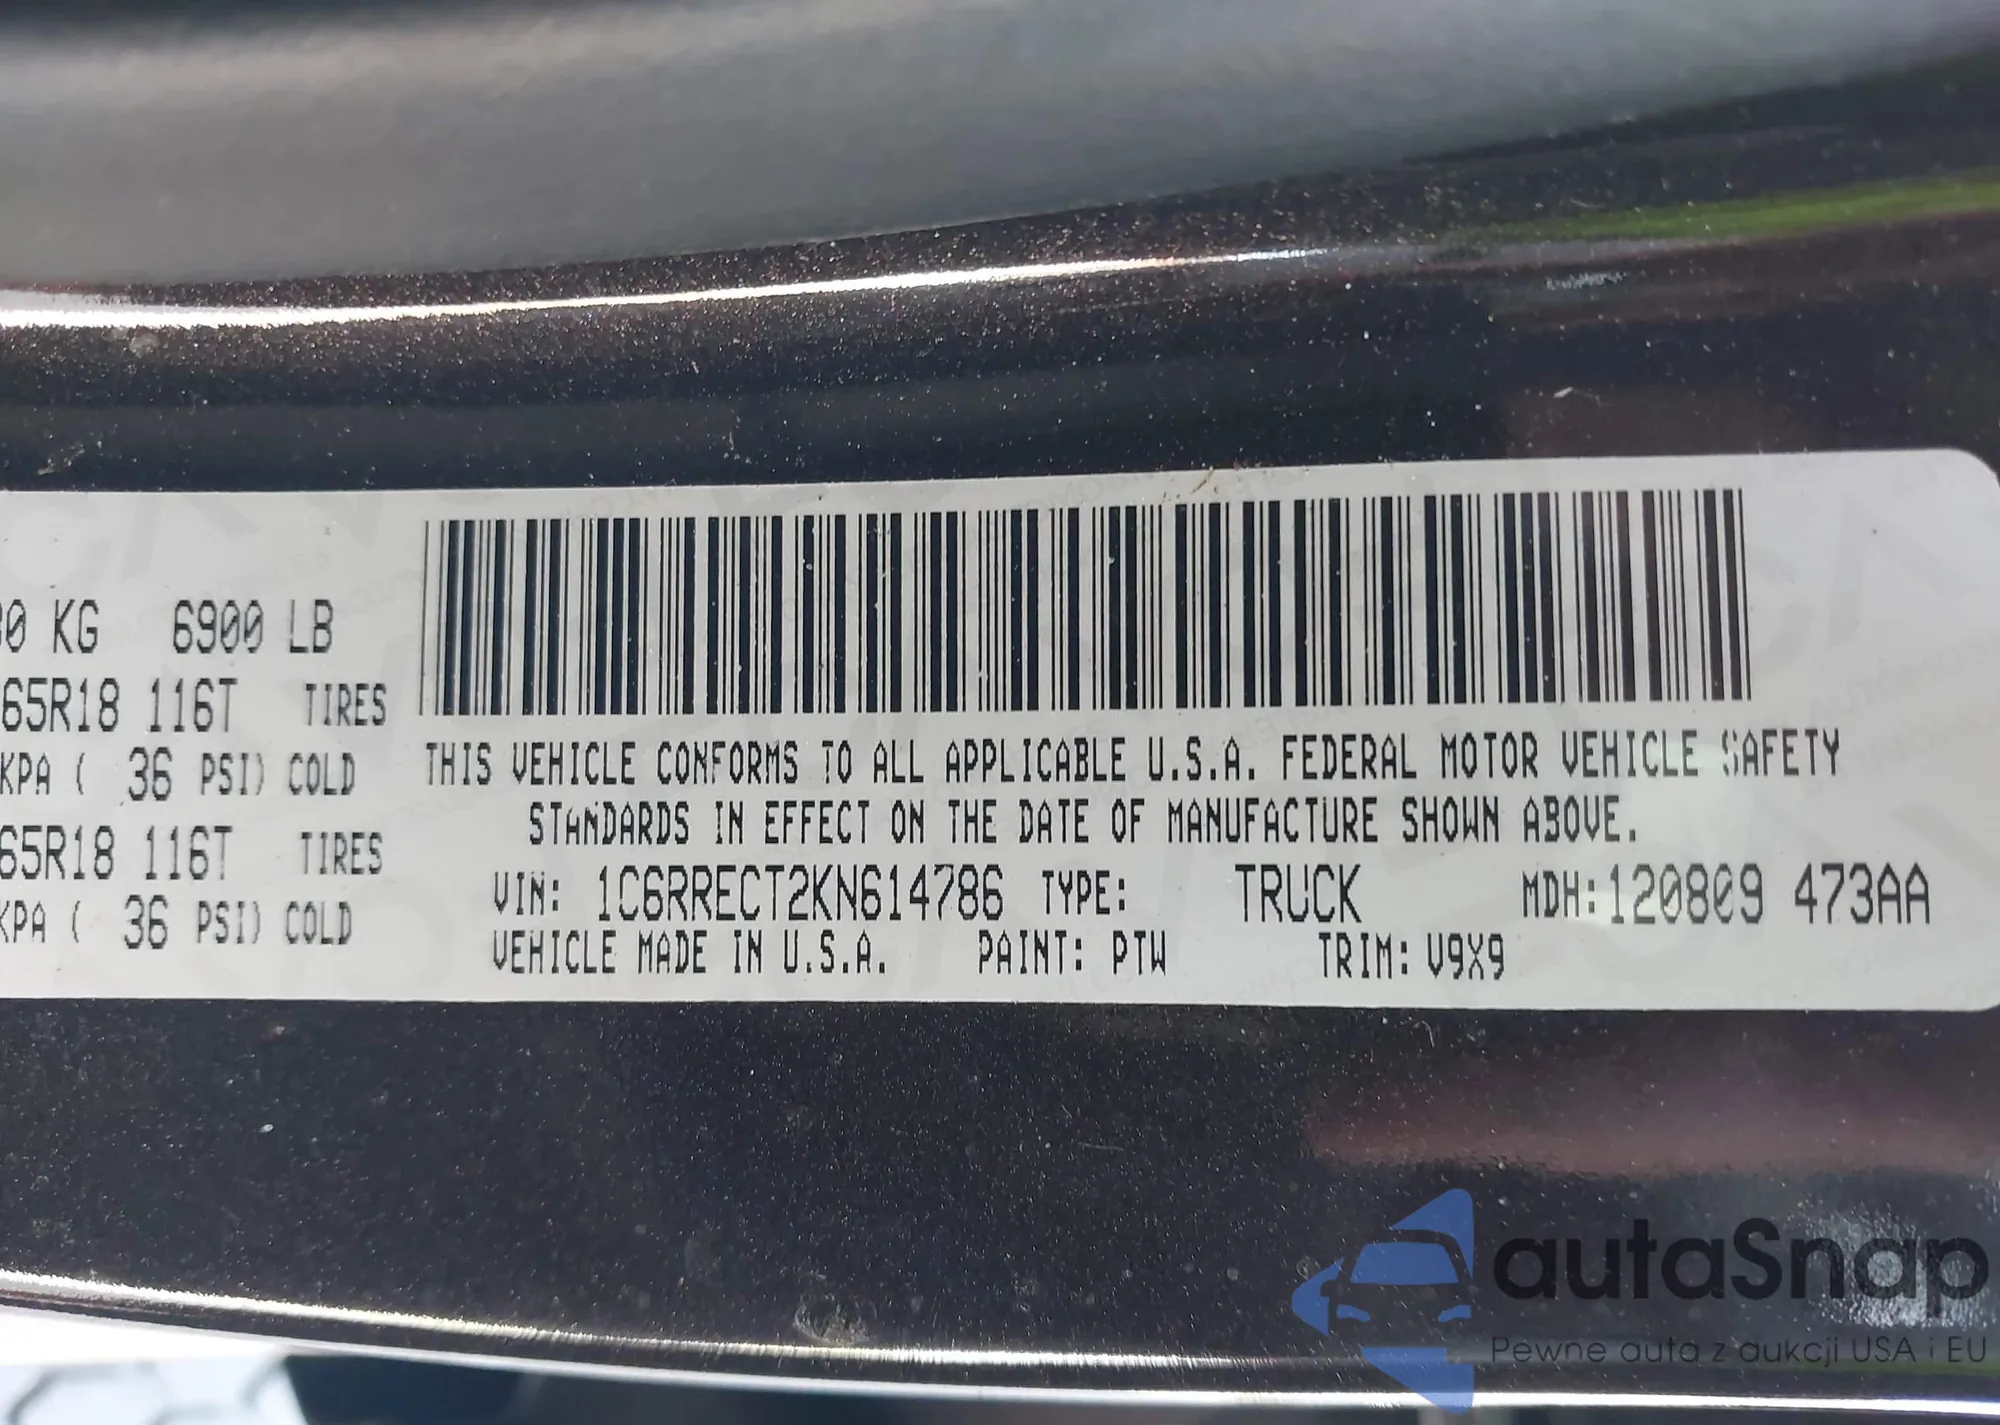 30 KG 6900 LB
65R18 116T TIRES
KPA ( 36 PSI) COLD
65R18 116T TIRES
KPA ( 36 PSI) COLD
THIS VEHICLE CONFORMS TO ALL APPLICABLE U.S.A. FEDERAL MOTOR VEHICLE SAFETY
STANDARDS IN EFFECT ON THE DATE OF MANUFACTURE SHOWN ABOVE.
VIN: 1C6RRECT2KN614786 TYPE: TRUCK MDH: 120809 473AA
VEHICLE MADE IN U.S.A. PAINT: PTW TRIM: V9X9
autaSnap
Pewne auta z aukcji USA i EU